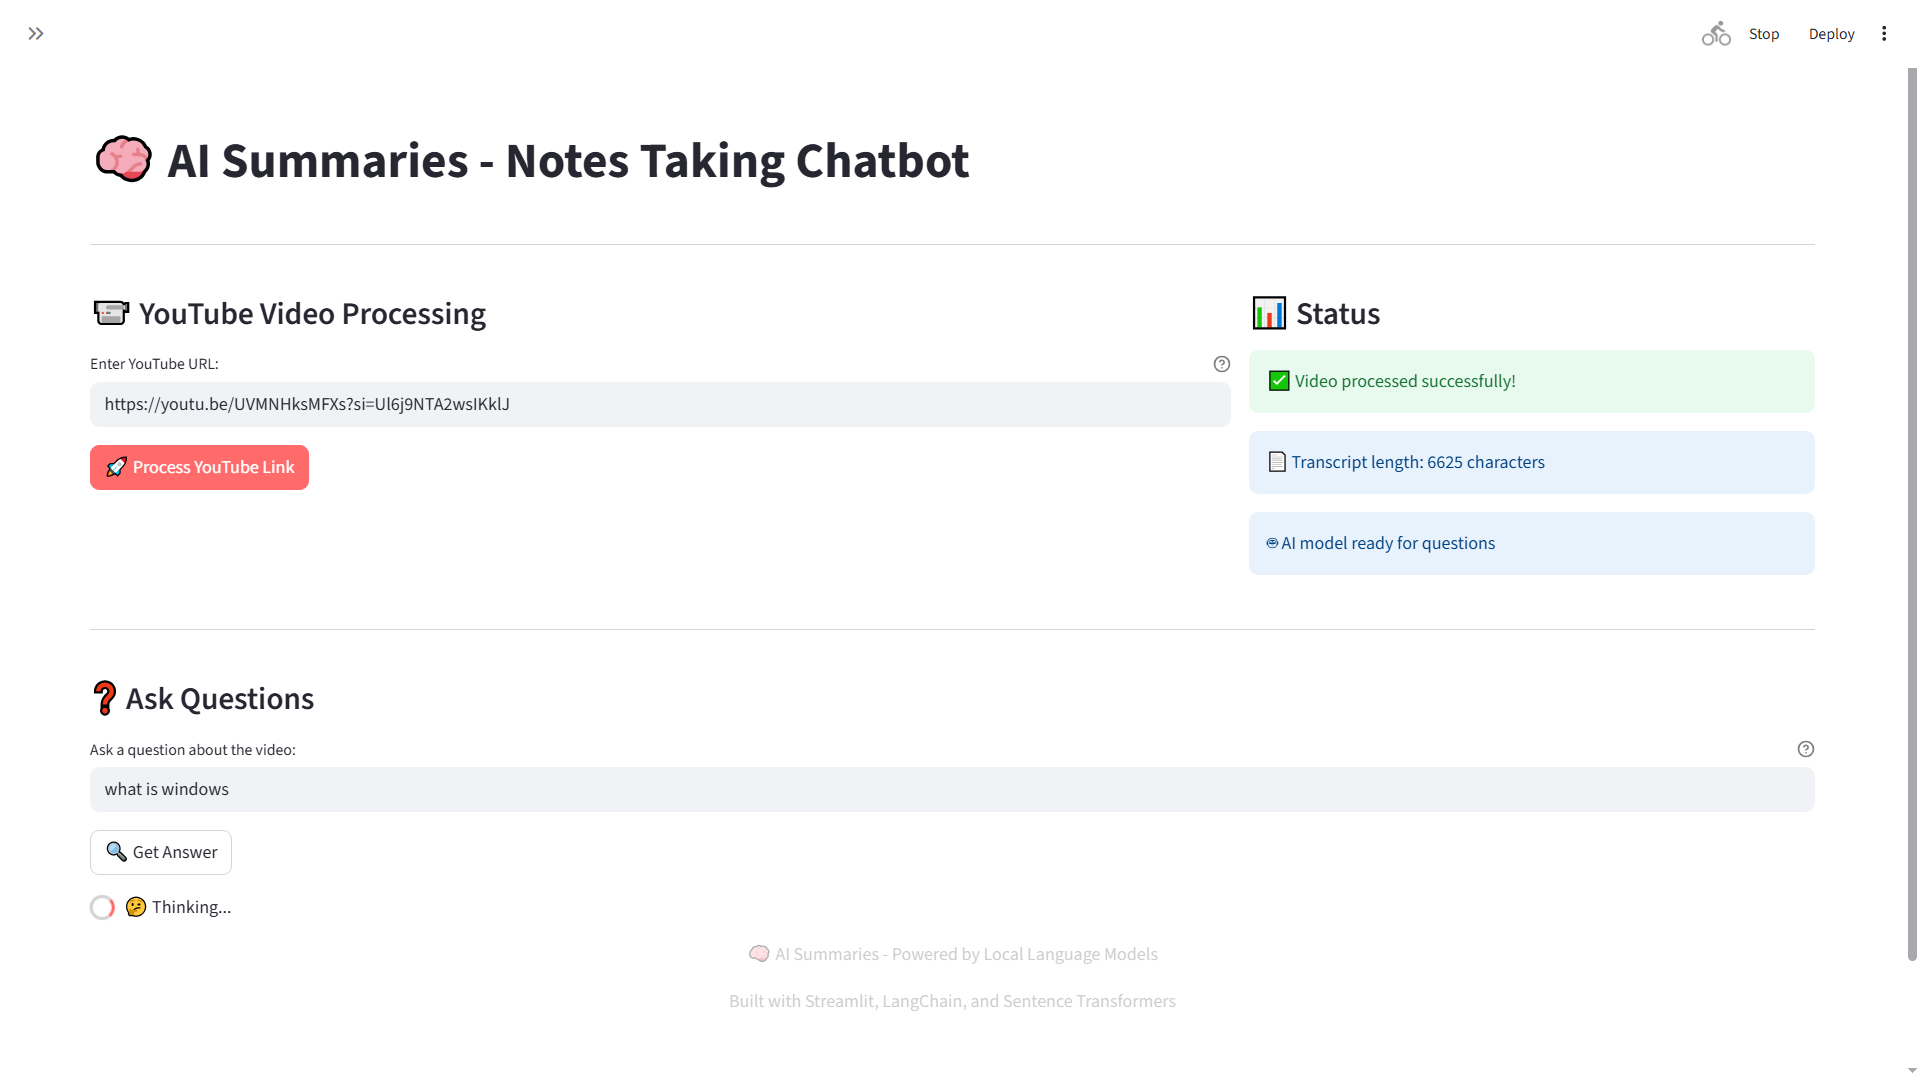 Stop
Deploy
AI Summaries - Notes Taking Chatbot
YouTube Video Processing
Enter YouTube URL:
https://youtu.be/UVMNHksMFXs?si=Ul6j9NTA2wsIKklJ
Process YouTube Link
Status
Video processed successfully!
Transcript length: 6625 characters
AI model ready for questions
Ask Questions
Ask a question about the video:
what is windows
Get Answer
Thinking...
AI Summaries - Powered by Local Language Models
Built with Streamlit, LangChain, and Sentence Transformers